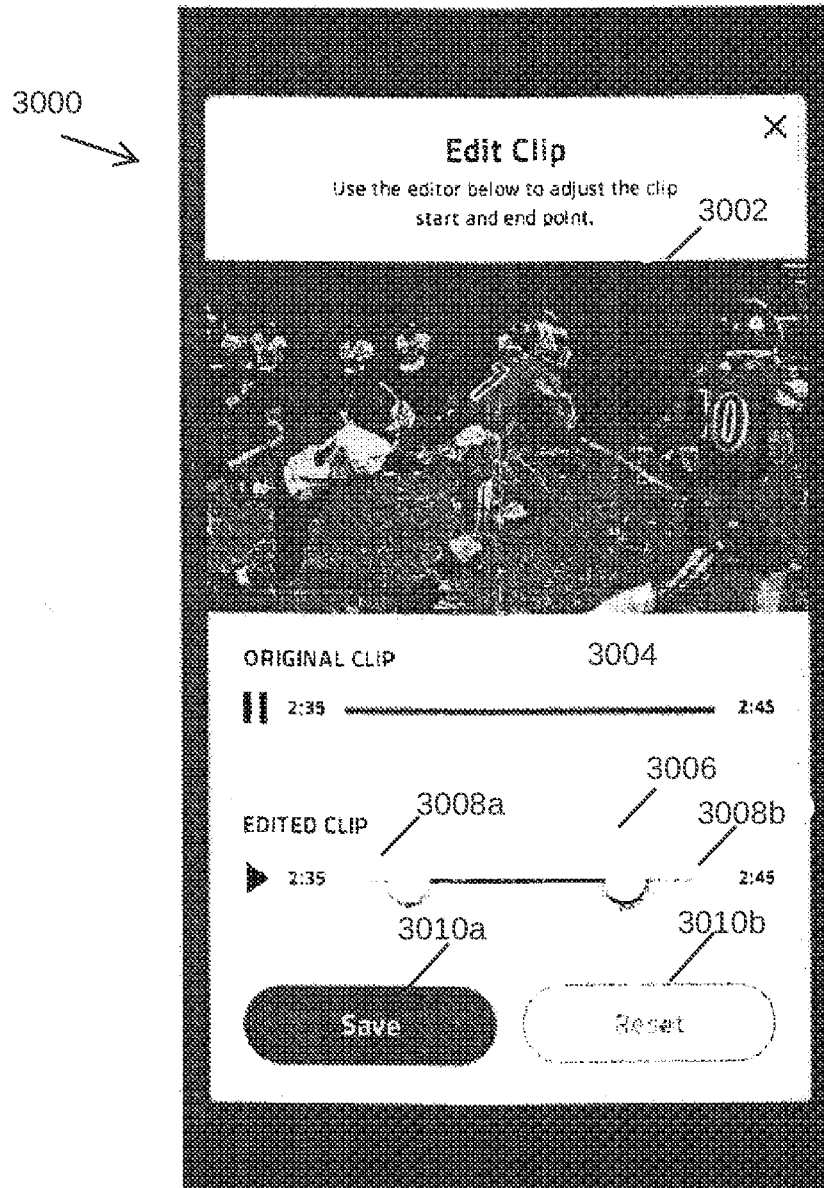 3000
Edit Clip
Use the editor below to adjust the clip
start and end point.
3002
10
ORIGINAL CLIP
3004
2:35
2:45
3006
3008a
3008b
EDITED CLIP
2:35
2:45
3010a
3010b
Save
Reset